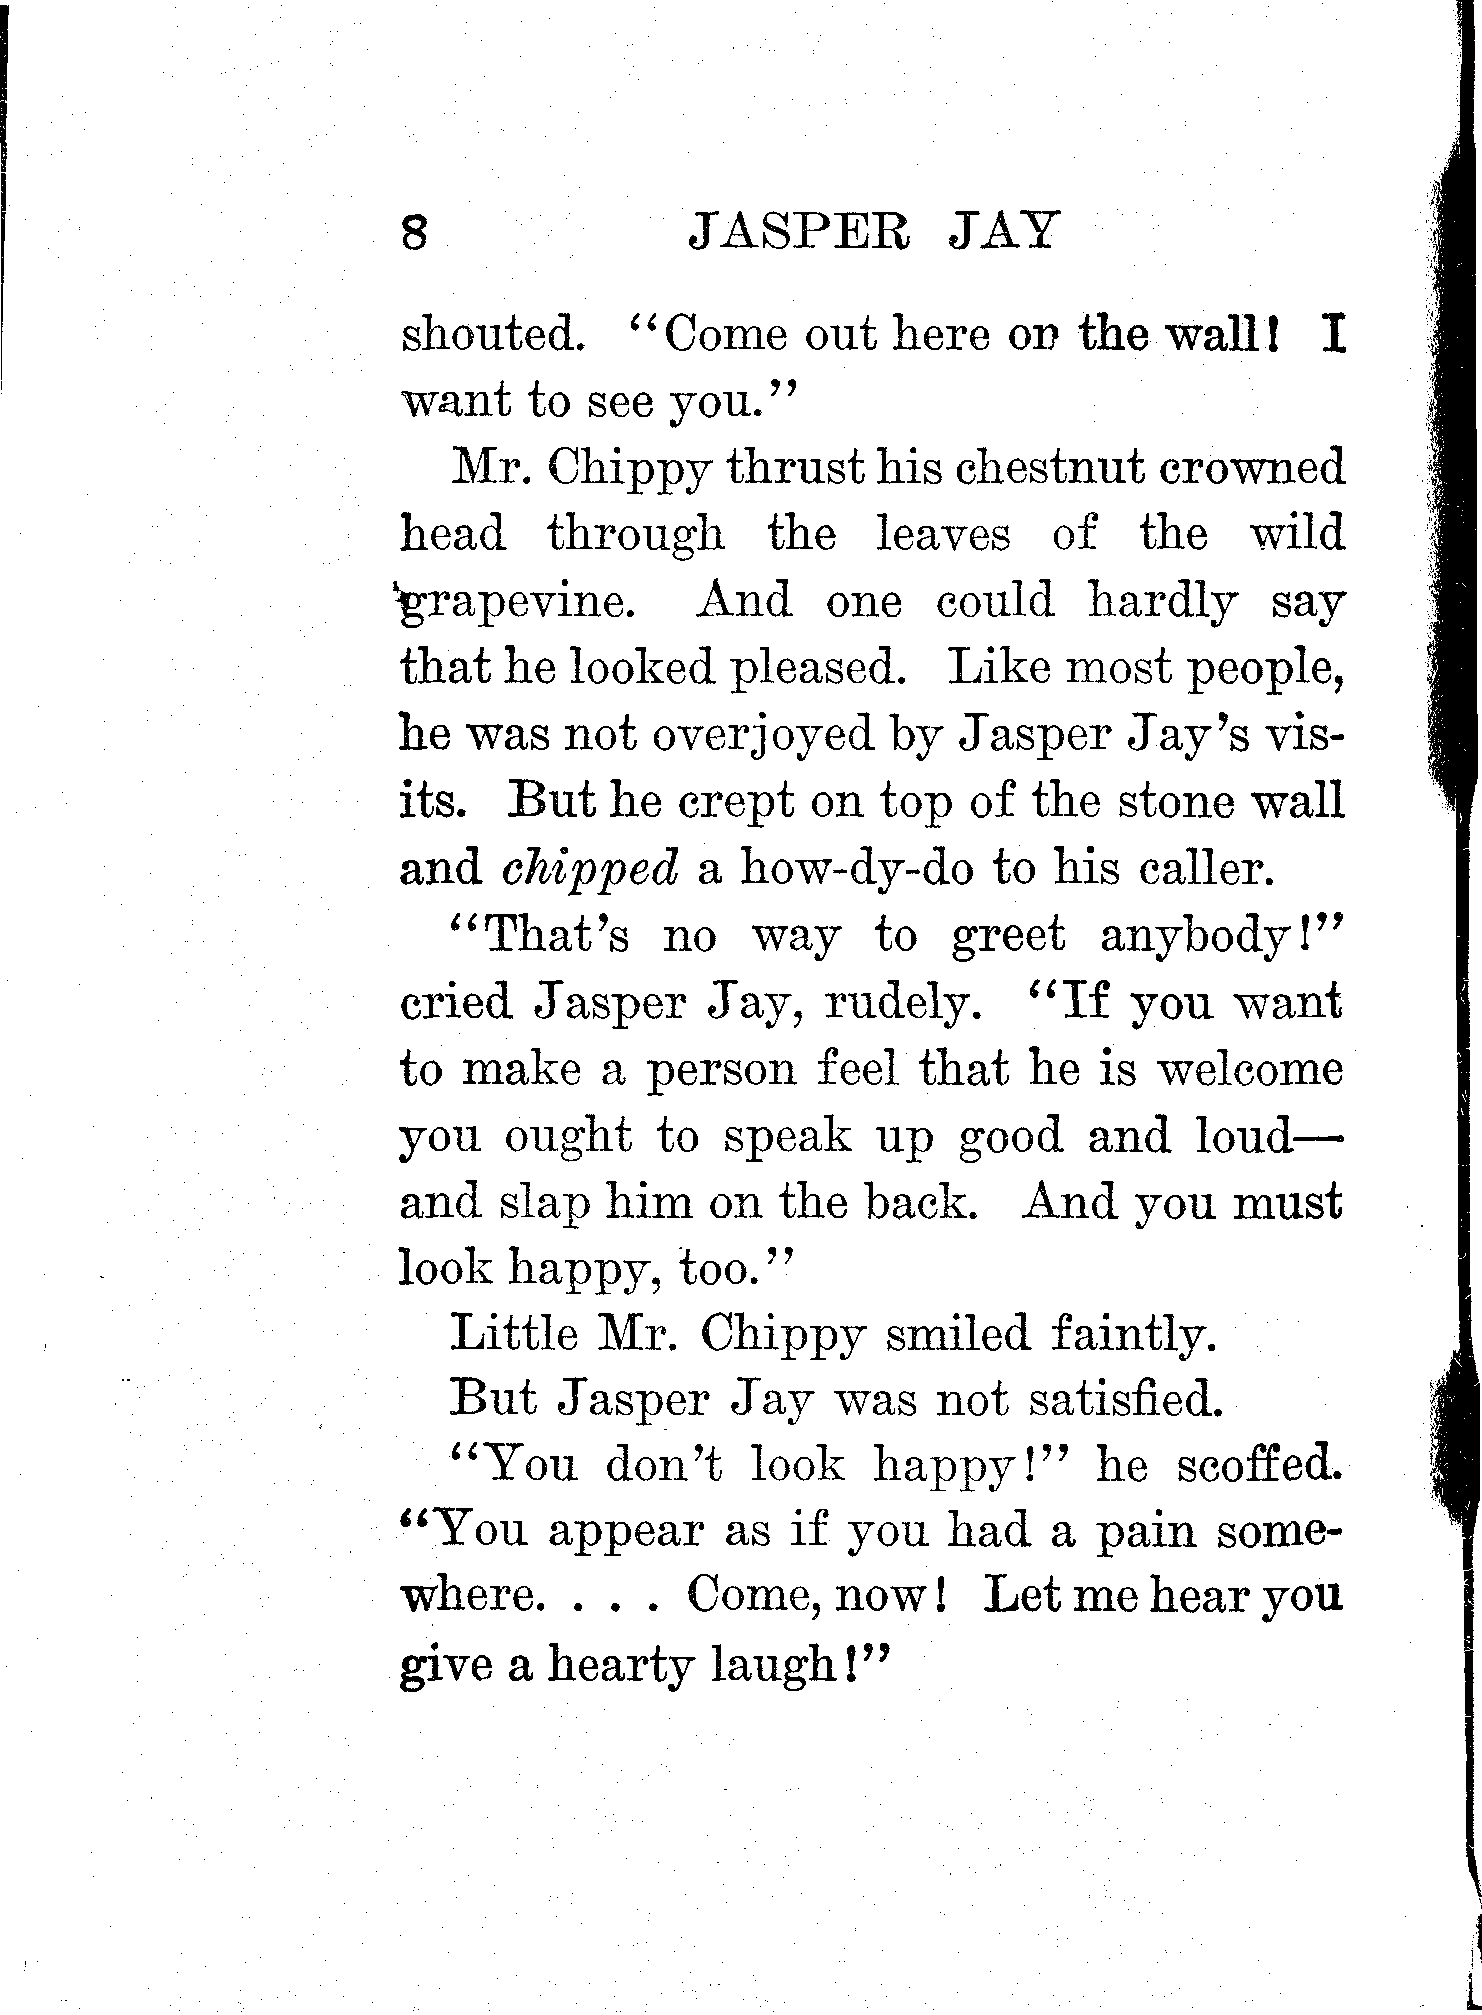 8 JASPER JAY
shouted. "Come out here on the wall! I
want to see you."
Mr. Chippy thrust his chestnut crowned
head through the leaves of the wild
grapevine. And one could hardly say
that he looked pleased. Like most people,
he was not overjoyed by Jasper Jay's vis-
its. But he crept on top of the stone wall
and chipped a how-dy-do to his caller.
"That's no way to greet anybody!"
cried Jasper Jay, rudely. "If you want
to make a person feel that he is welcome
you ought to speak up good and loud—
and slap him on the back. And you must
look happy, too."
Little Mr. Chippy smiled faintly.
But Jasper Jay was not satisfied.
"You don't look happy!" he scoffed.
"You appear as if you had a pain some-
where. . . . Come, now! Let me hear you
give a hearty laugh!"